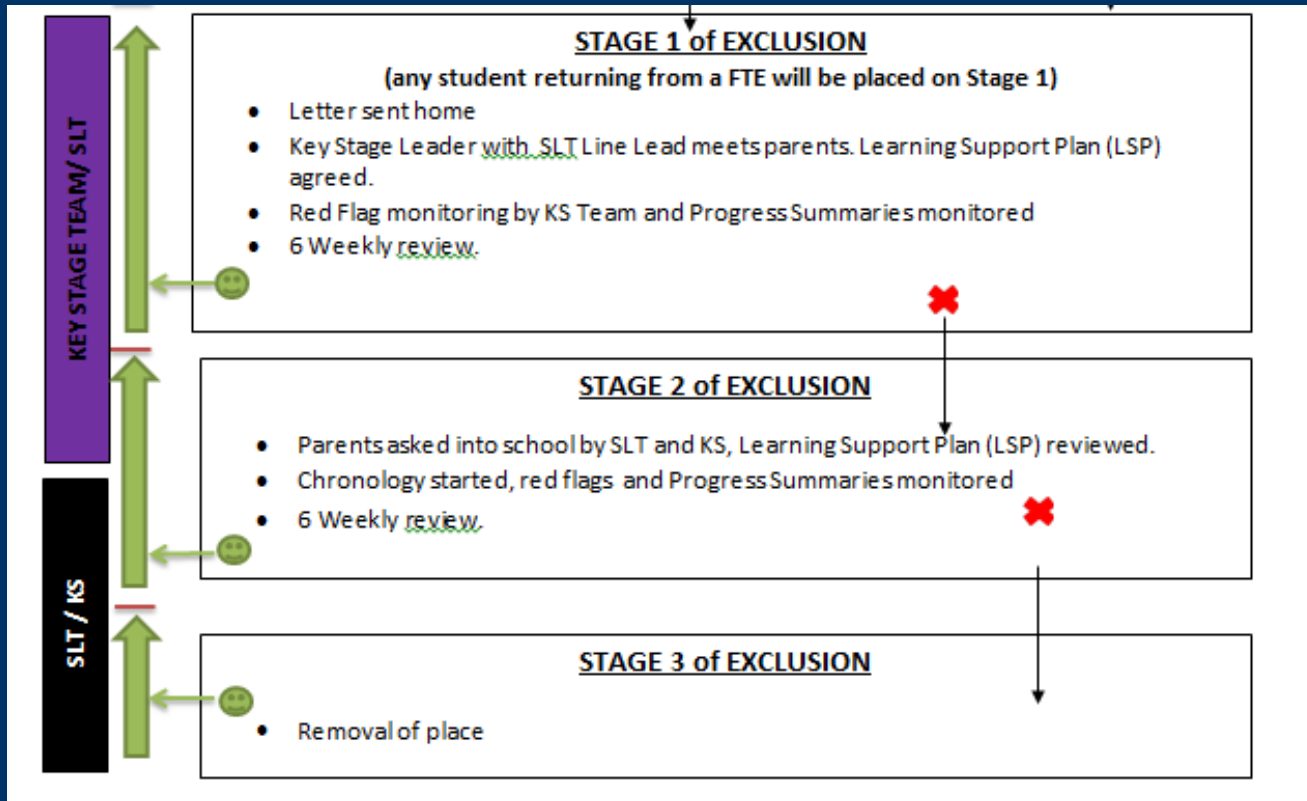 KEY STAGE TEAM/ SLT
STAGE 1 of EXCLUSION
(any student returning from a FTE will be placed on Stage 1)
• Letter sent home
• Key Stage Leader with SLT Line Lead meets parents. Learning Support Plan (LSP)
agreed.
• Red Flag monitoring by KS Team and Progress Summaries monitored
• 6 Weekly review.
STAGE 2 of EXCLUSION
• Parents asked into school by SLT and KS, Learning Support Plan (LSP) reviewed.
• Chronology started, red flags and Progress Summaries monitored
• 6 Weekly review.
SLT / KS
STAGE 3 of EXCLUSION
• Removal of place